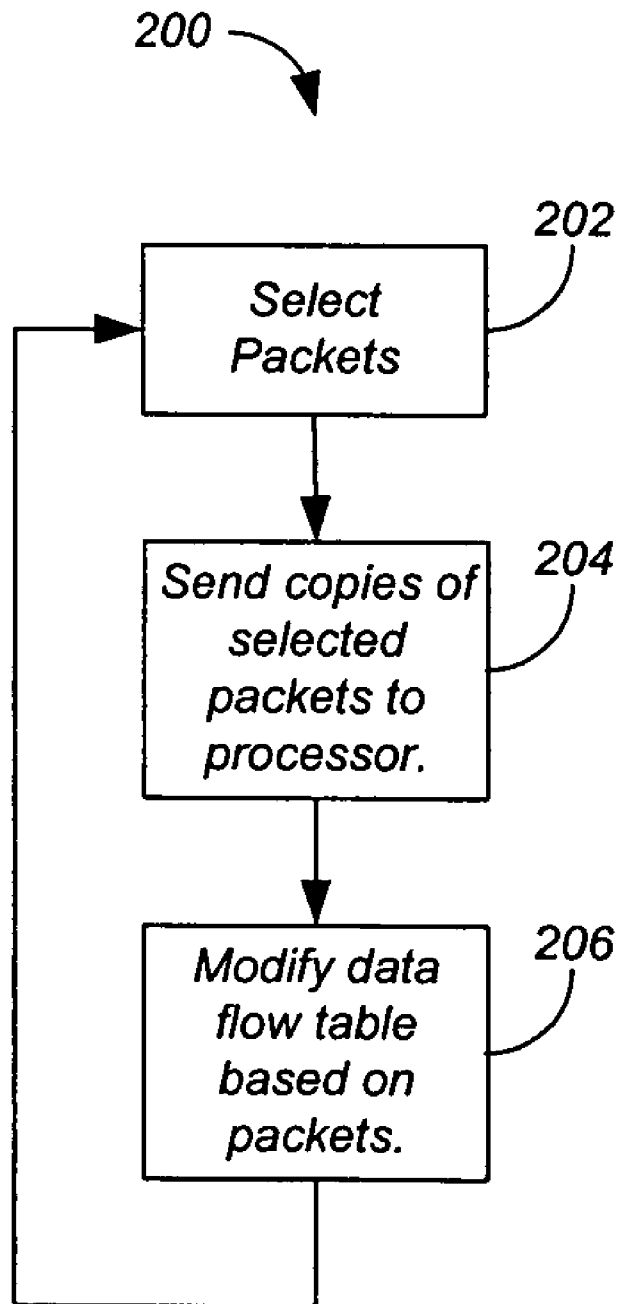 200
202
Select
Packets
204
Send copies of
selected
packets to
processor.
206
Modify data
flow table
based on
packets.